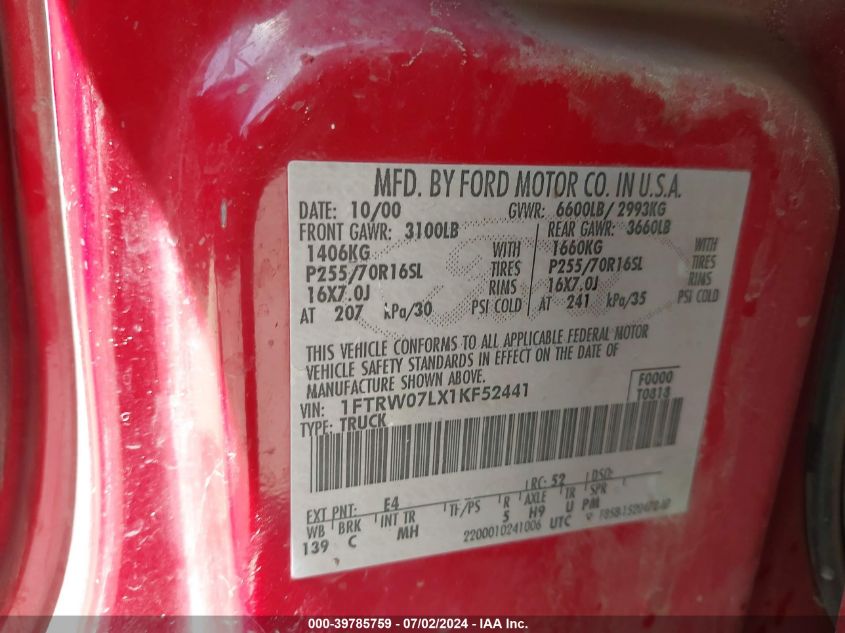 MFD. BY FORD MOTOR CO. IN U.S.A.
DATE: 10/00 GVWR: 6600LB/ 2993KG
FRONT GAWR: 3100LB REAR GAWR: 3660LB
1406KG WITH 1660KG WITH
P255/70R16SL TIRES P255/70R16SL TIRES
16X7.0J RIMS 16X7.0J RIMS
AT 207 kPa/30 PSI COLD AT 241 kPa/35 PSI COLD
THIS VEHICLE CONFORMS TO ALL APPLICABLE FEDERAL MOTOR
VEHICLE SAFETY STANDARDS IN EFFECT ON THE DATE OF
MANUFACTURE SHOWN ABOVE.
VIN: 1FTRW07LX1KF52441 F0000
TYPE: TRUCK T0818
EXT PNT: E4 RC: 52 DSO:
WB BRK INT TR TP/PS R AXLE TR SPR
139 C MH 5 H9 U PM
2200010241006 UTC
000-39785759 - 07/02/2024 - IAA Inc.